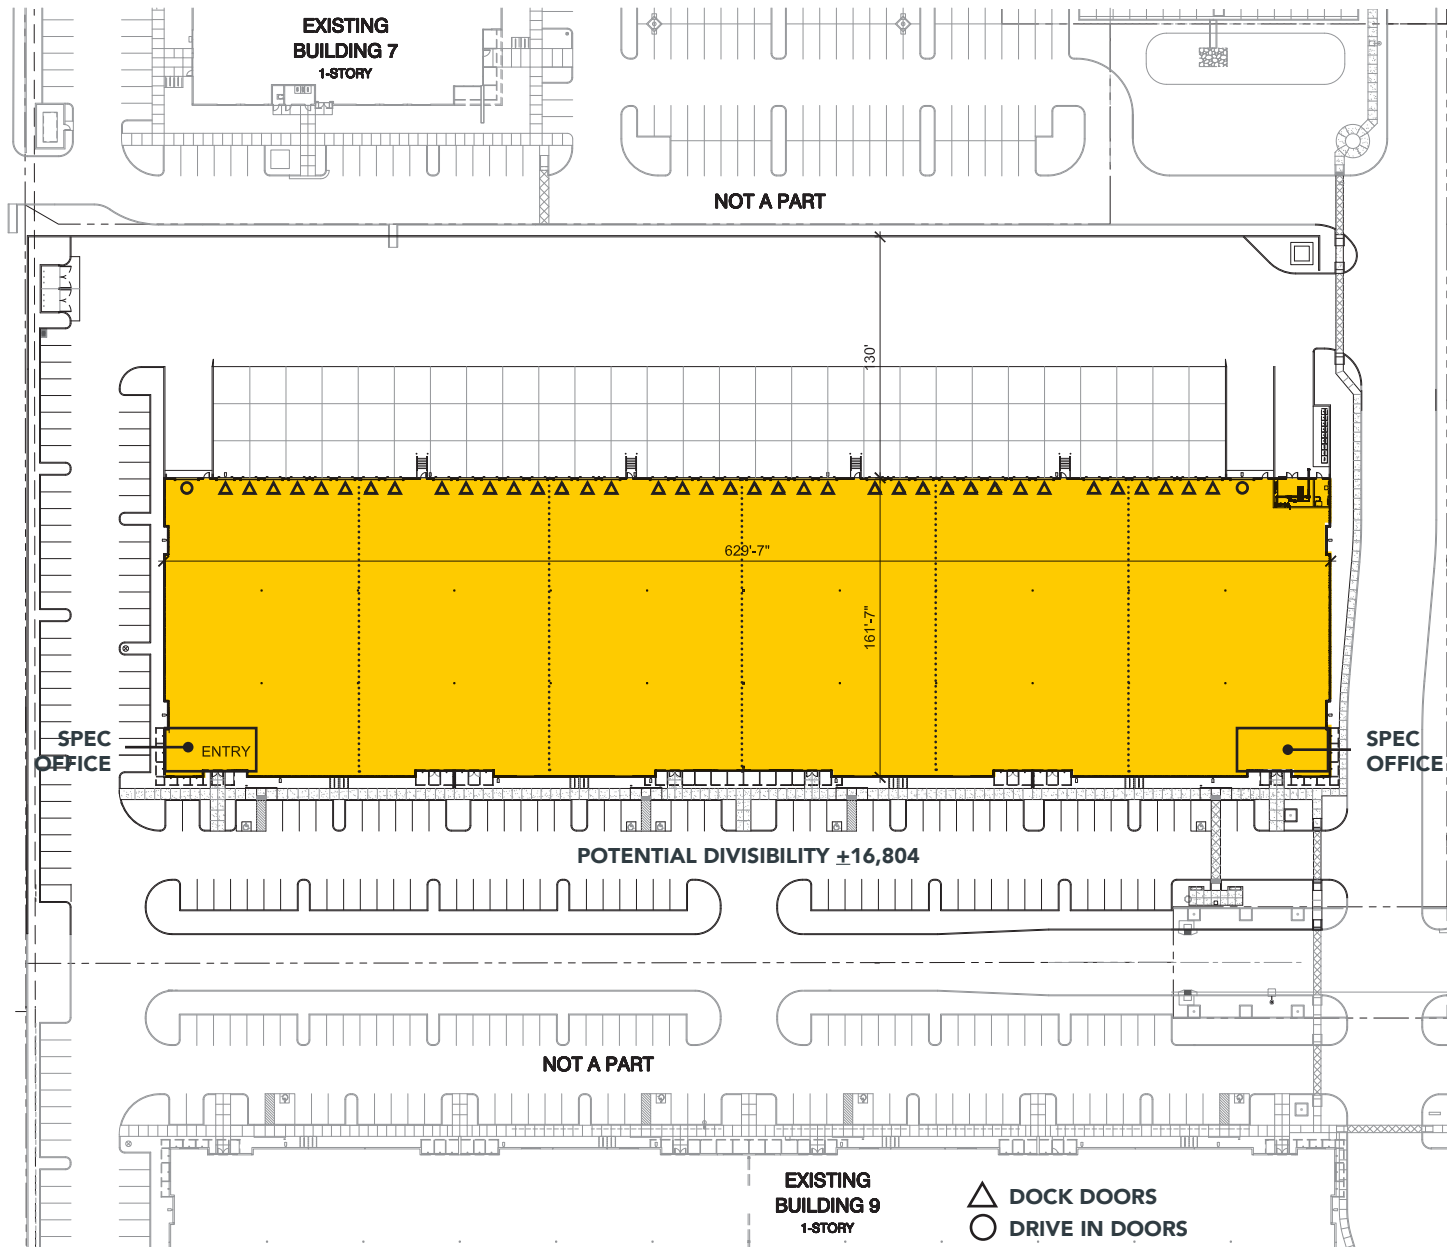 EXISTING
BUILDING 7
1-STORY
NOT A PART
130'
629'-7"
161'-7"
SPEC
OFFICE
ENTRY
SPEC
OFFICE
POTENTIAL DIVISIBILITY ±16,804
NOT A PART
EXISTING
BUILDING 9
1-STORY
DOCK DOORS
DRIVE IN DOORS